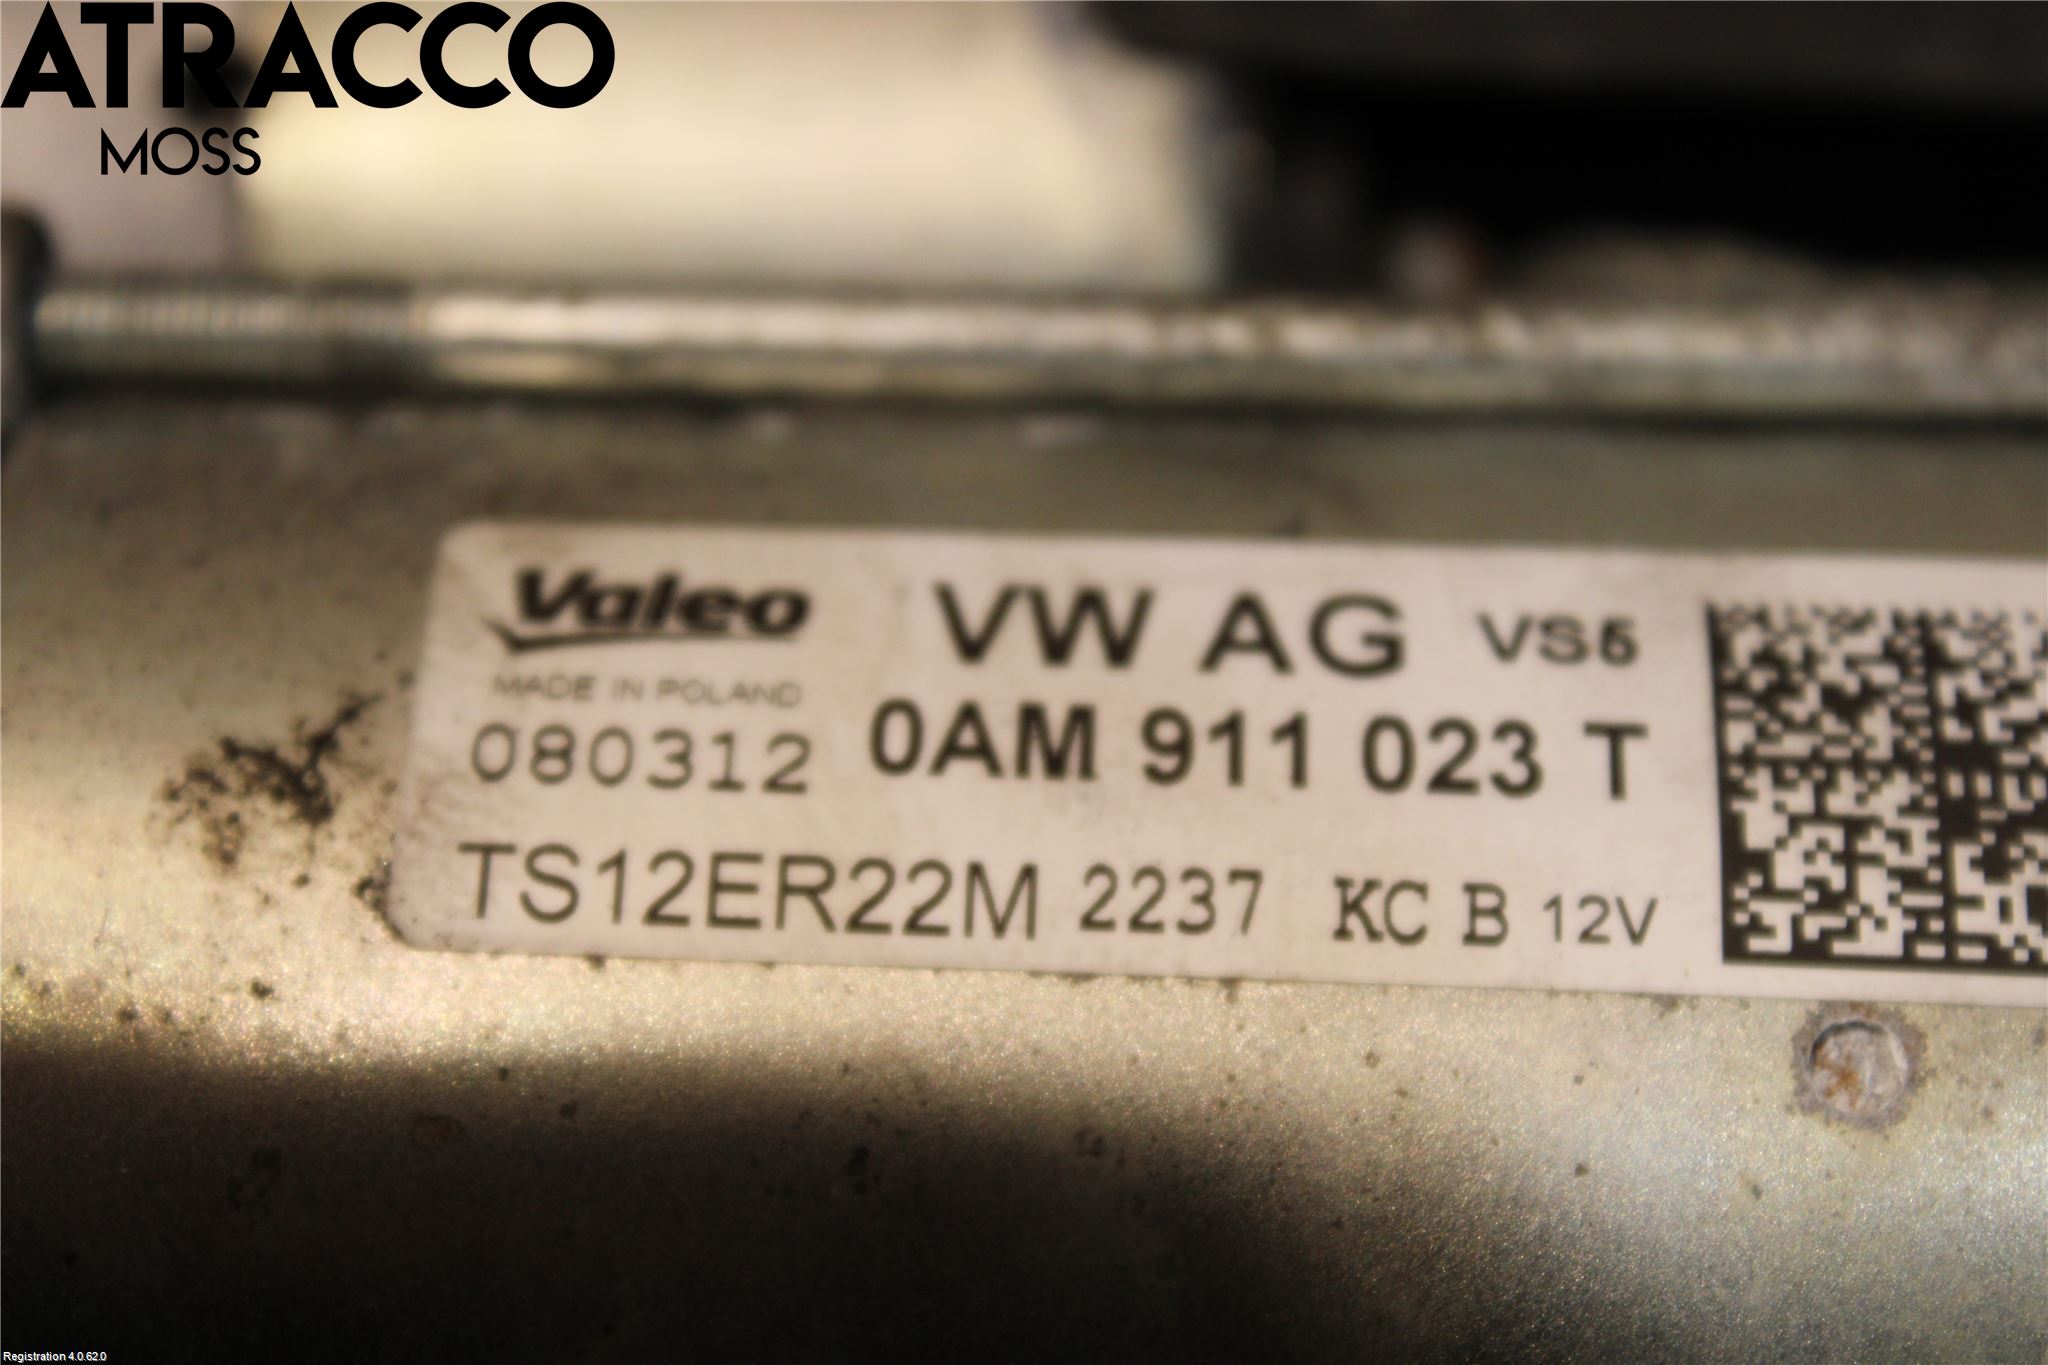 ATRACCO
MOSS
Valeo VW AG VS5
MADE IN POLAND
080312 0AM 911 023 T
TS12ER22M 2237 KC B 12V
Registration 4.0.62.0